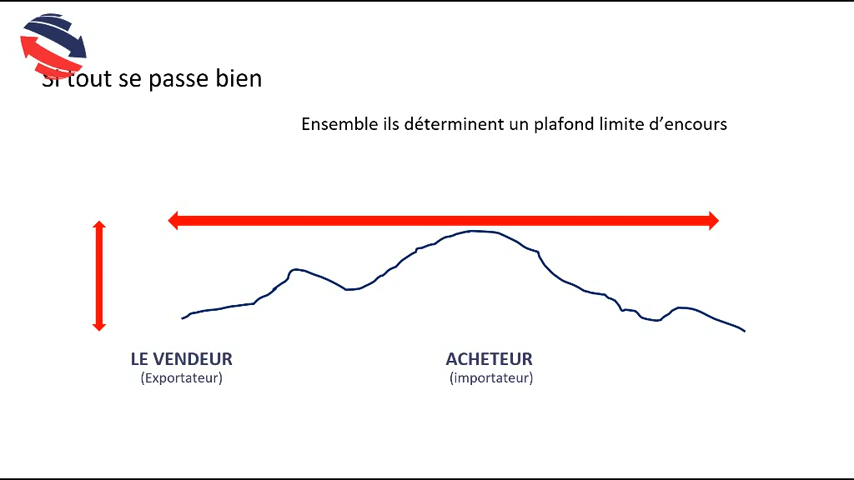 Si tout se passe bien
Ensemble ils déterminent un plafond limite d’encours
LE VENDEUR
(Exportateur)
ACHETEUR
(importateur)